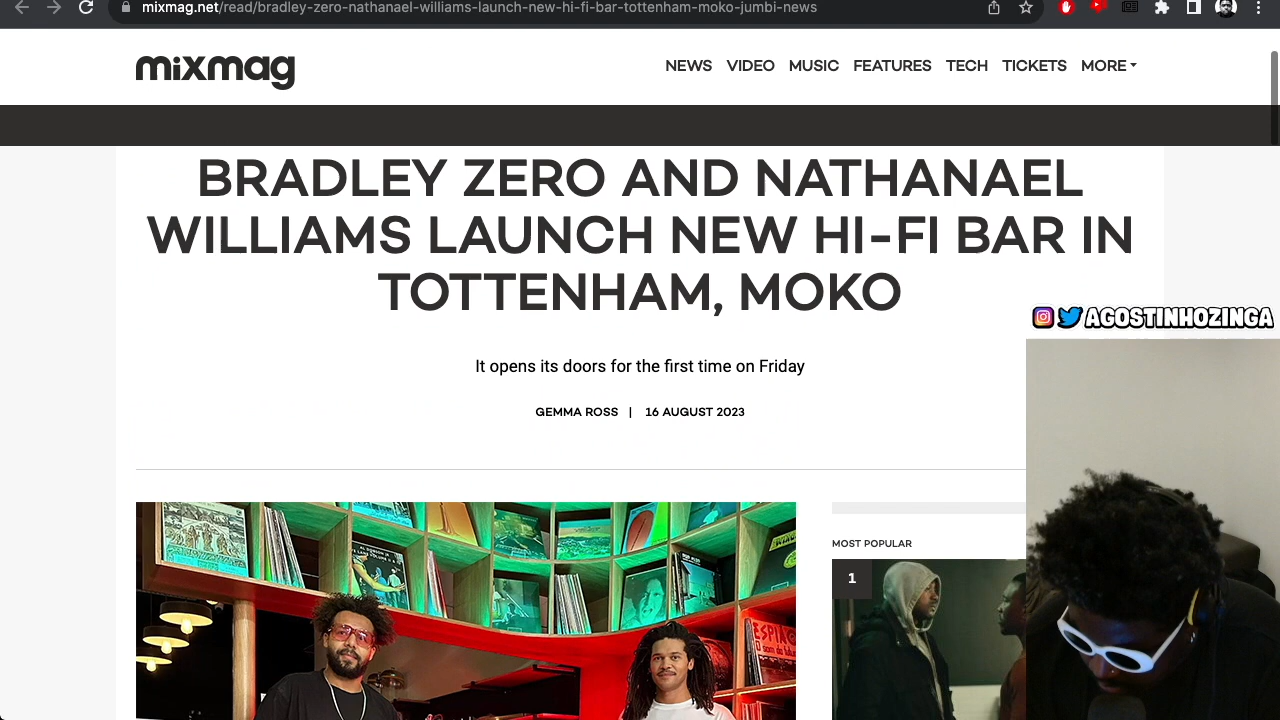 mixmag.net/read/bradley-zero-nathanael-williams-launch-new-hi-fi-bar-tottenham-moko-jumbi-news
mixmag
NEWS VIDEO MUSIC FEATURES TECH TICKETS MORE
BRADLEY ZERO AND NATHANAEL
WILLIAMS LAUNCH NEW HI-FI BAR IN
TOTTENHAM, MOKO
AGOSTINHOZINGA
It opens its doors for the first time on Friday
GEMMA ROSS | 16 AUGUST 2023
MOST POPULAR
1